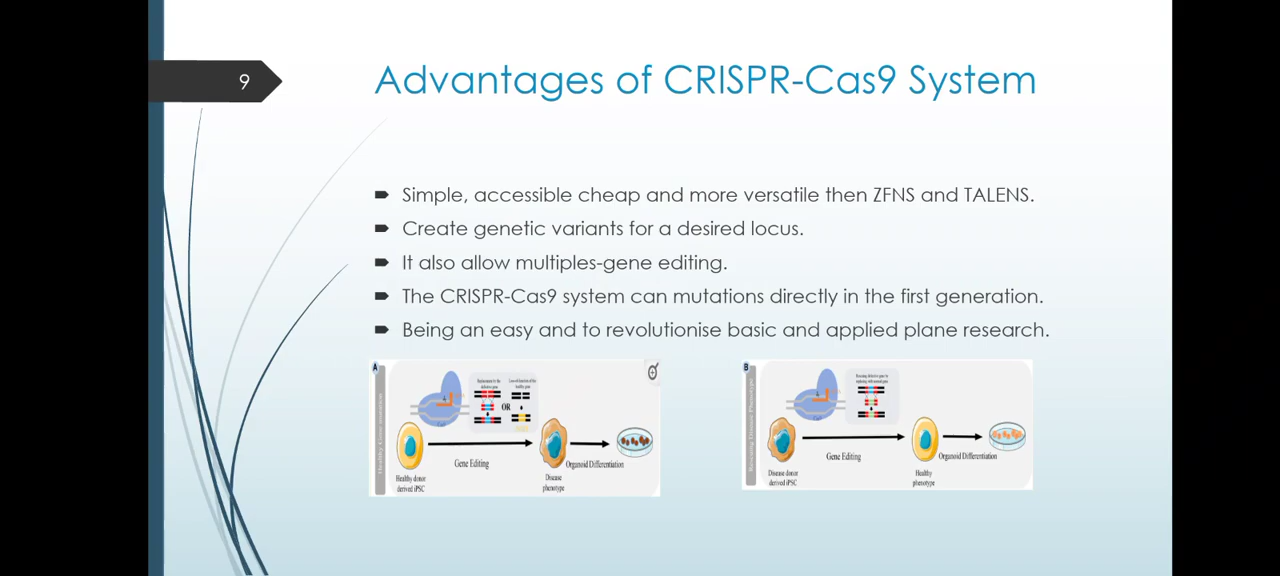 9
Advantages of CRISPR-Cas9 System
Simple, accessible cheap and more versatile then ZFNS and TALENS.
Create genetic variants for a desired locus.
It also allow multiples-gene editing.
The CRISPR-Cas9 system can mutations directly in the first generation.
Being an easy and to revolutionise basic and applied plane research.
A
OR
Gene Editing
Organoid Differentiation
Healthy donor
derived iPSC
Disease
phenotype
B
Gene Editing
Organoid Differentiation
Disease donor
derived iPSC
Healthy
phenotype